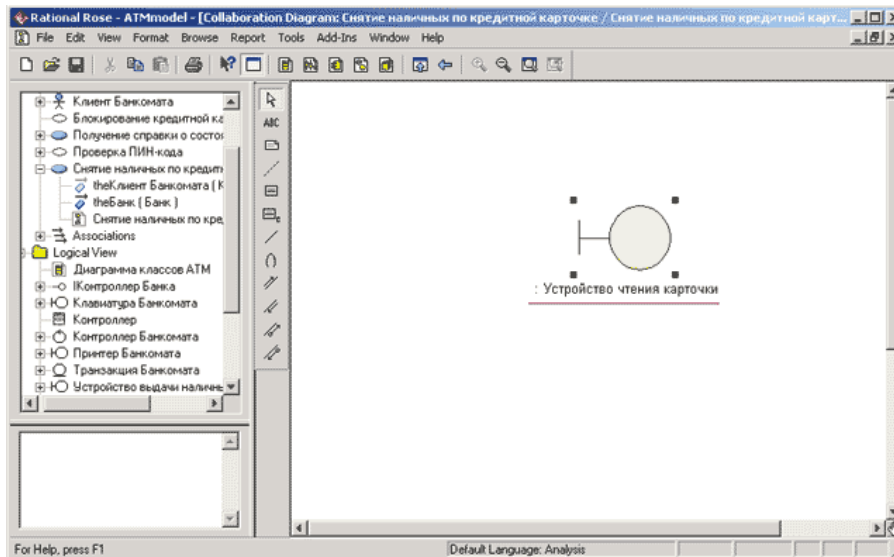 Rational Rose - ATMmodel - [Collaboration Diagram: Снятие наличных по кредитной карточке / Снятие наличных по кредитной карт...
File Edit View Format Browse Report Tools Add-Ins Window Help
Клиент Банкомата
Блокирование кредитной ка
Получение справки о состоя
Проверка ПИН-кода
Снятие наличных по кредитн
theКлиент Банкомата ( К
theБанк ( Банк )
Снятие наличных по кре,
Associations
Logical View
Диаграмма классов ATM
IКонтроллер Банка
Клавиатура Банкомата
Контроллер
Контроллер Банкомата
Принтер Банкомата
Транзакция Банкомата
Устройство выдачи наличнь
ABC
: Устройство чтения карточки
For Help, press F1
Default Language: Analysis